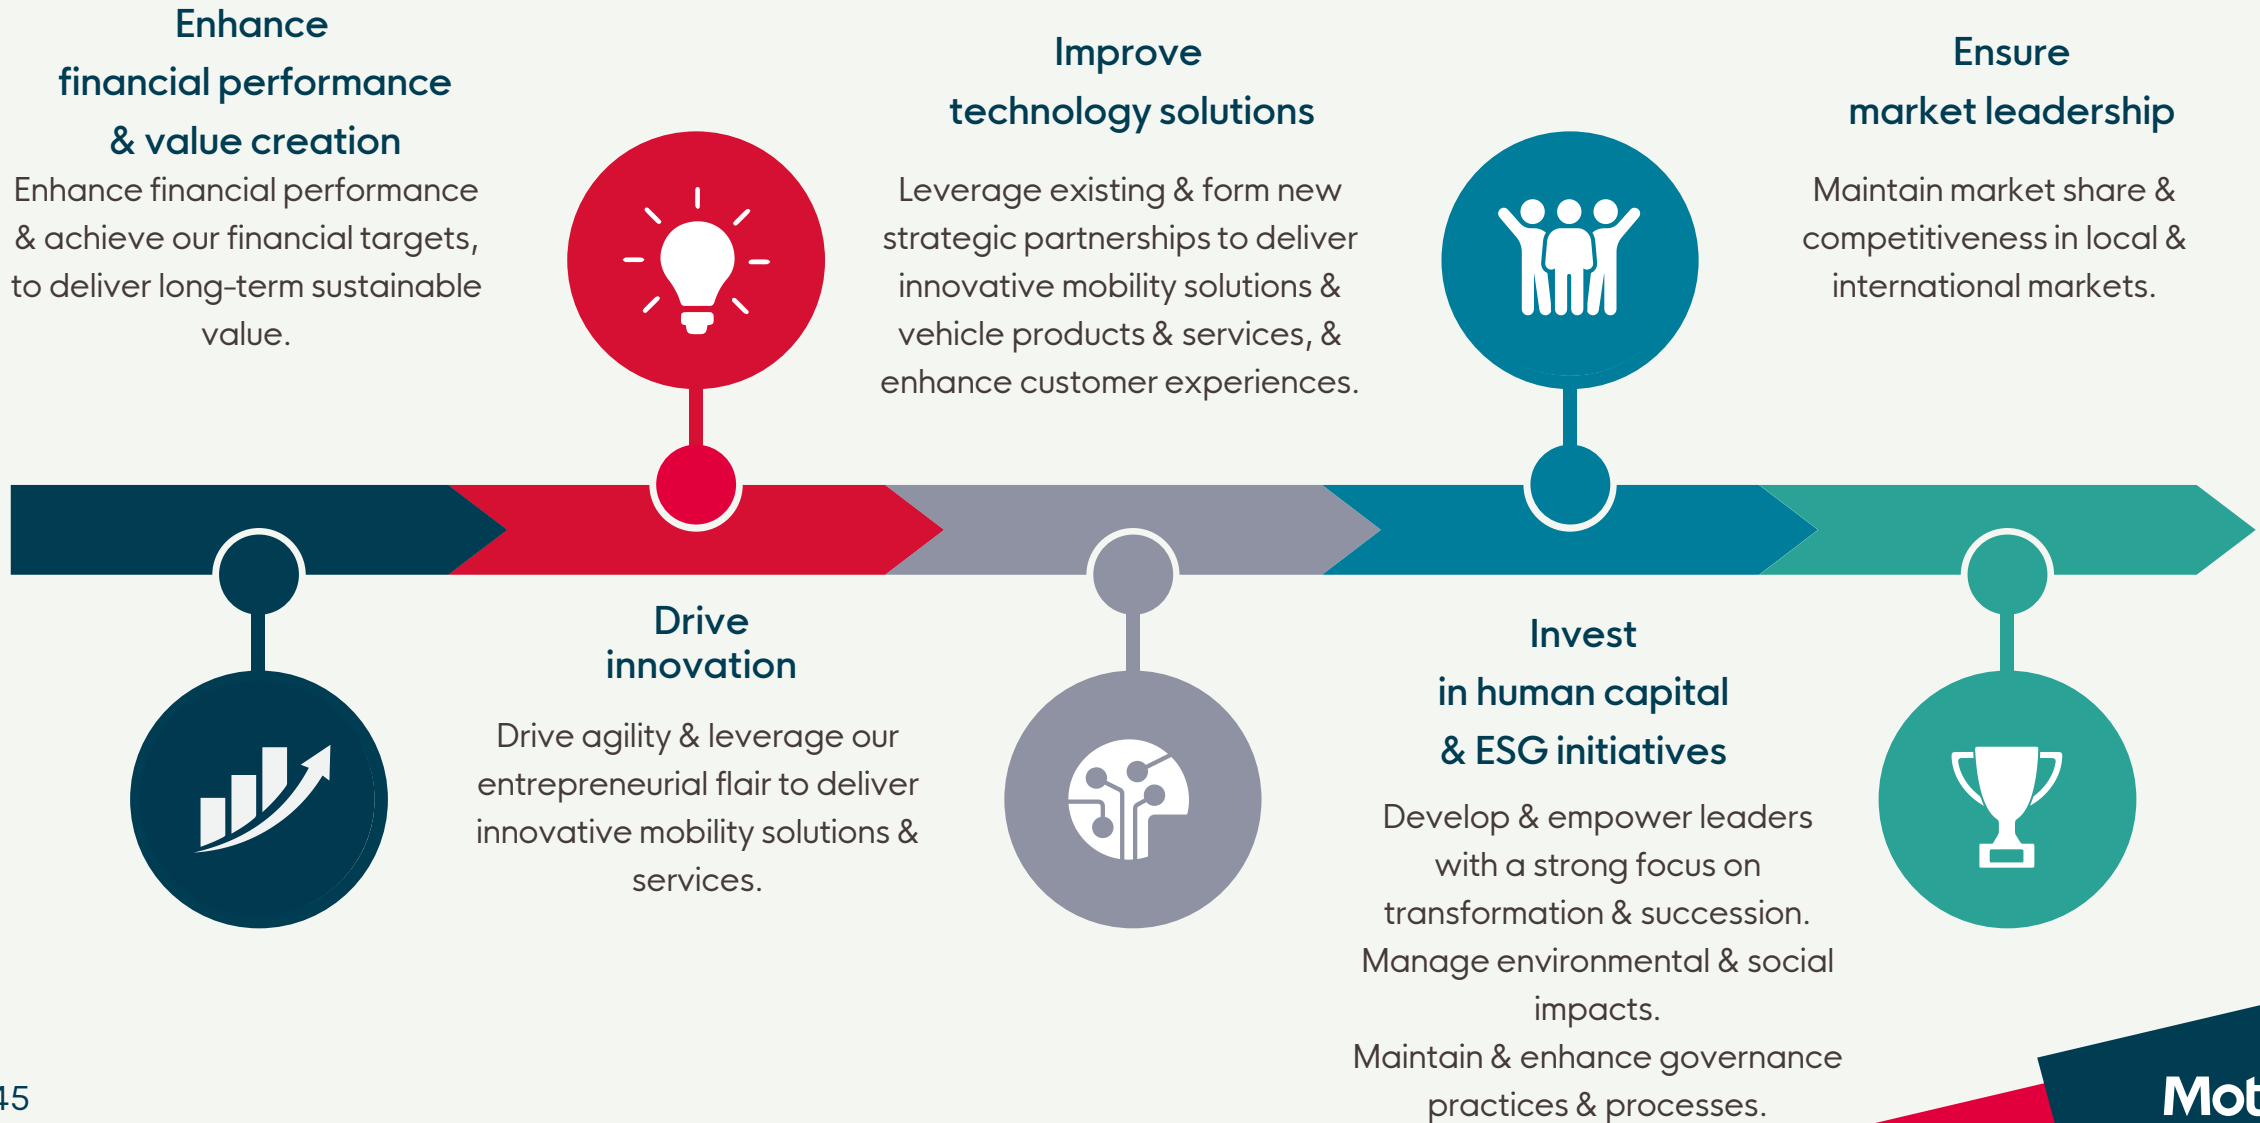 Enhance
financial performance
& value creation
Enhance financial performance
& achieve our financial targets,
to deliver long-term sustainable
value.
Drive
innovation
Drive agility & leverage our
entrepreneurial flair to deliver
innovative mobility solutions &
services.
Improve
technology solutions
Leverage existing & form new
strategic partnerships to deliver
innovative mobility solutions &
vehicle products & services, &
enhance customer experiences.
Invest
in human capital
& ESG initiatives
Develop & empower leaders
with a strong focus on
transformation & succession.
Manage environmental & social
impacts.
Maintain & enhance governance
practices & processes.
Ensure
market leadership
Maintain market share &
competitiveness in local &
international markets.
45
Mot